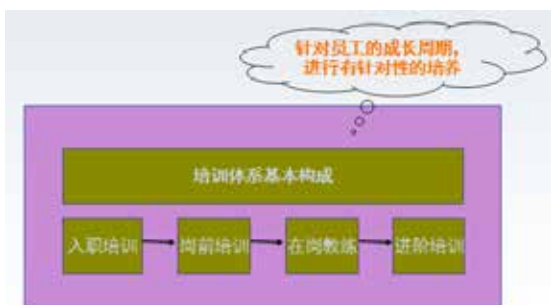 针对员工的成长周期，
进行有针对性的培养
培训体系基本构成
入职培训
岗前培训
在岗教练
进阶培训